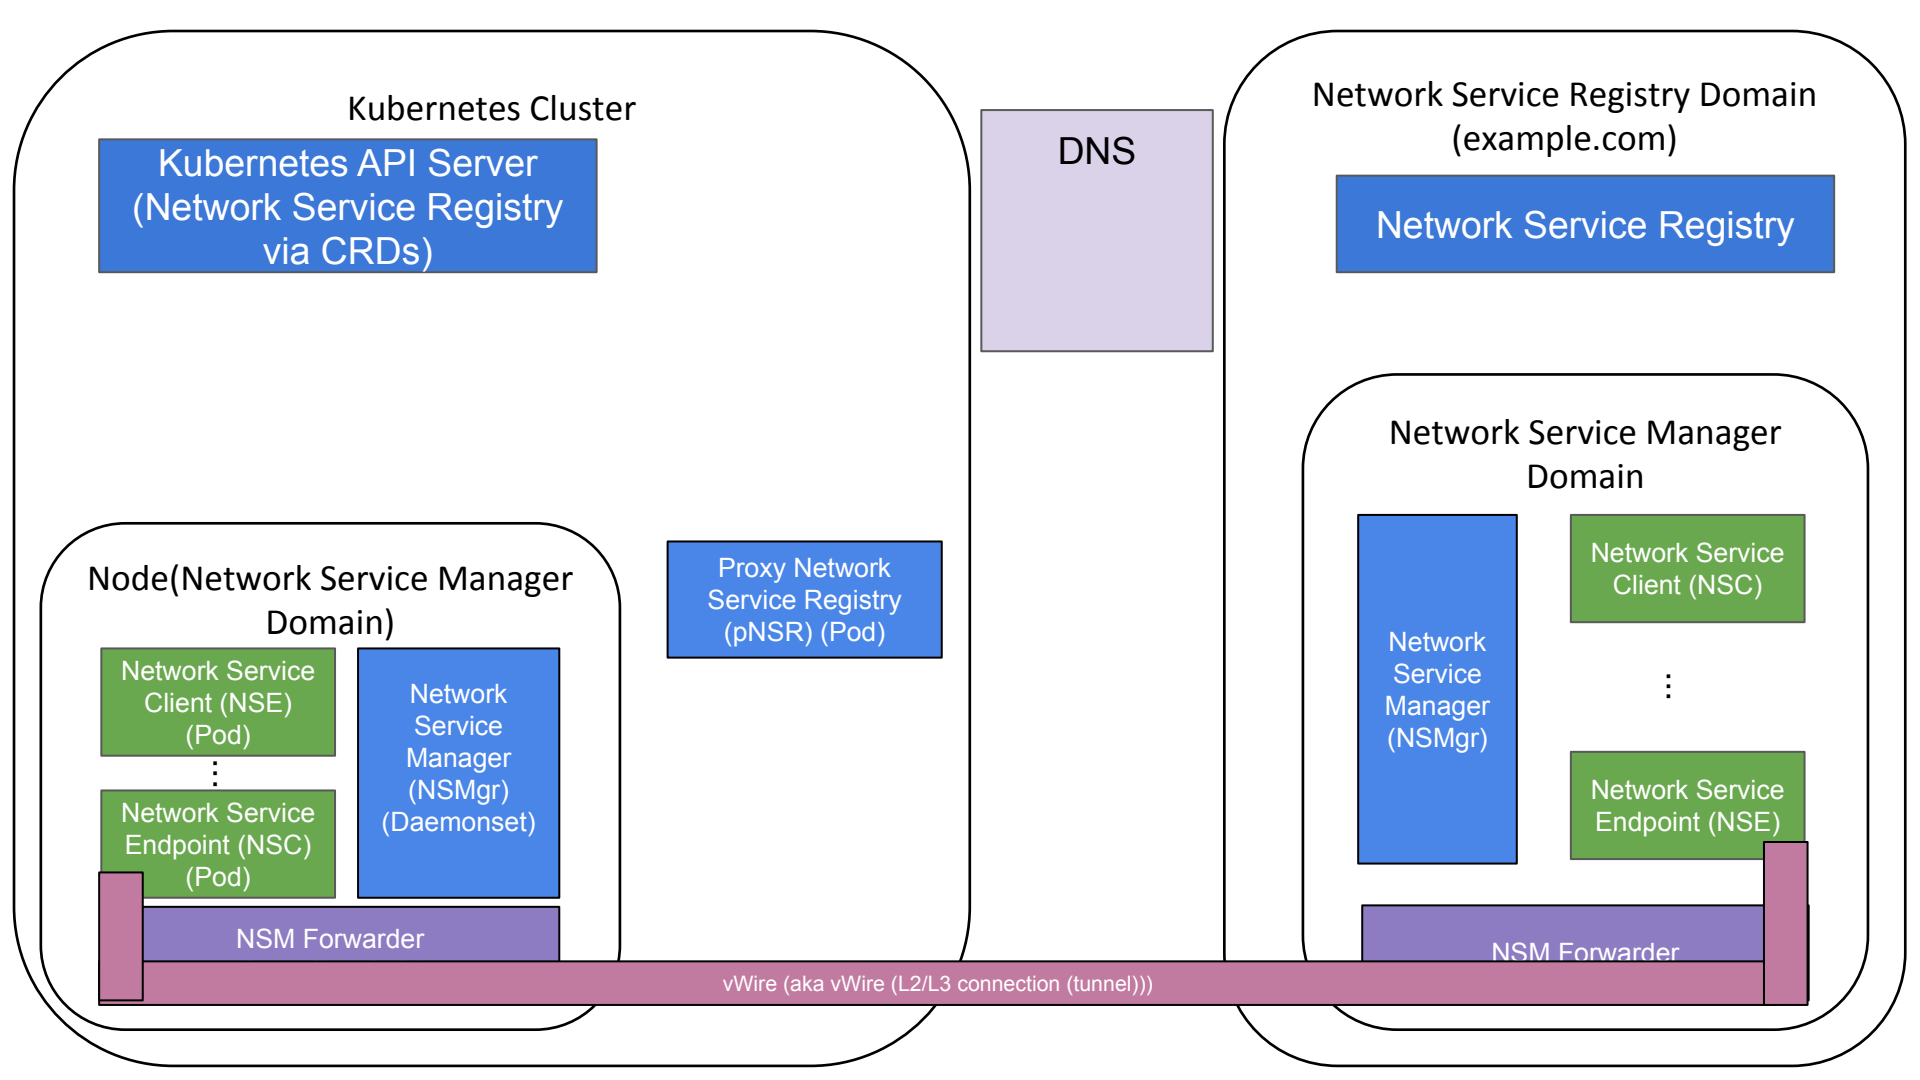 Kubernetes Cluster
Kubernetes API Server
(Network Service Registry
via CRDs)
Node(Network Service Manager
Domain)
Network Service
Client (NSE)
(Pod)
⋮
Network Service
Endpoint (NSC)
(Pod)
Network
Service
Manager
(NSMgr)
(Daemonset)
NSM Forwarder
Proxy Network
Service Registry
(pNSR) (Pod)
DNS
Network Service Registry Domain
(example.com)
Network Service Registry
Network Service Manager
Domain
Network
Service
Manager
(NSMgr)
Network Service
Client (NSC)
⋮
Network Service
Endpoint (NSE)
NSM Forwarder
vWire (aka vWire (L2/L3 connection (tunnel)))